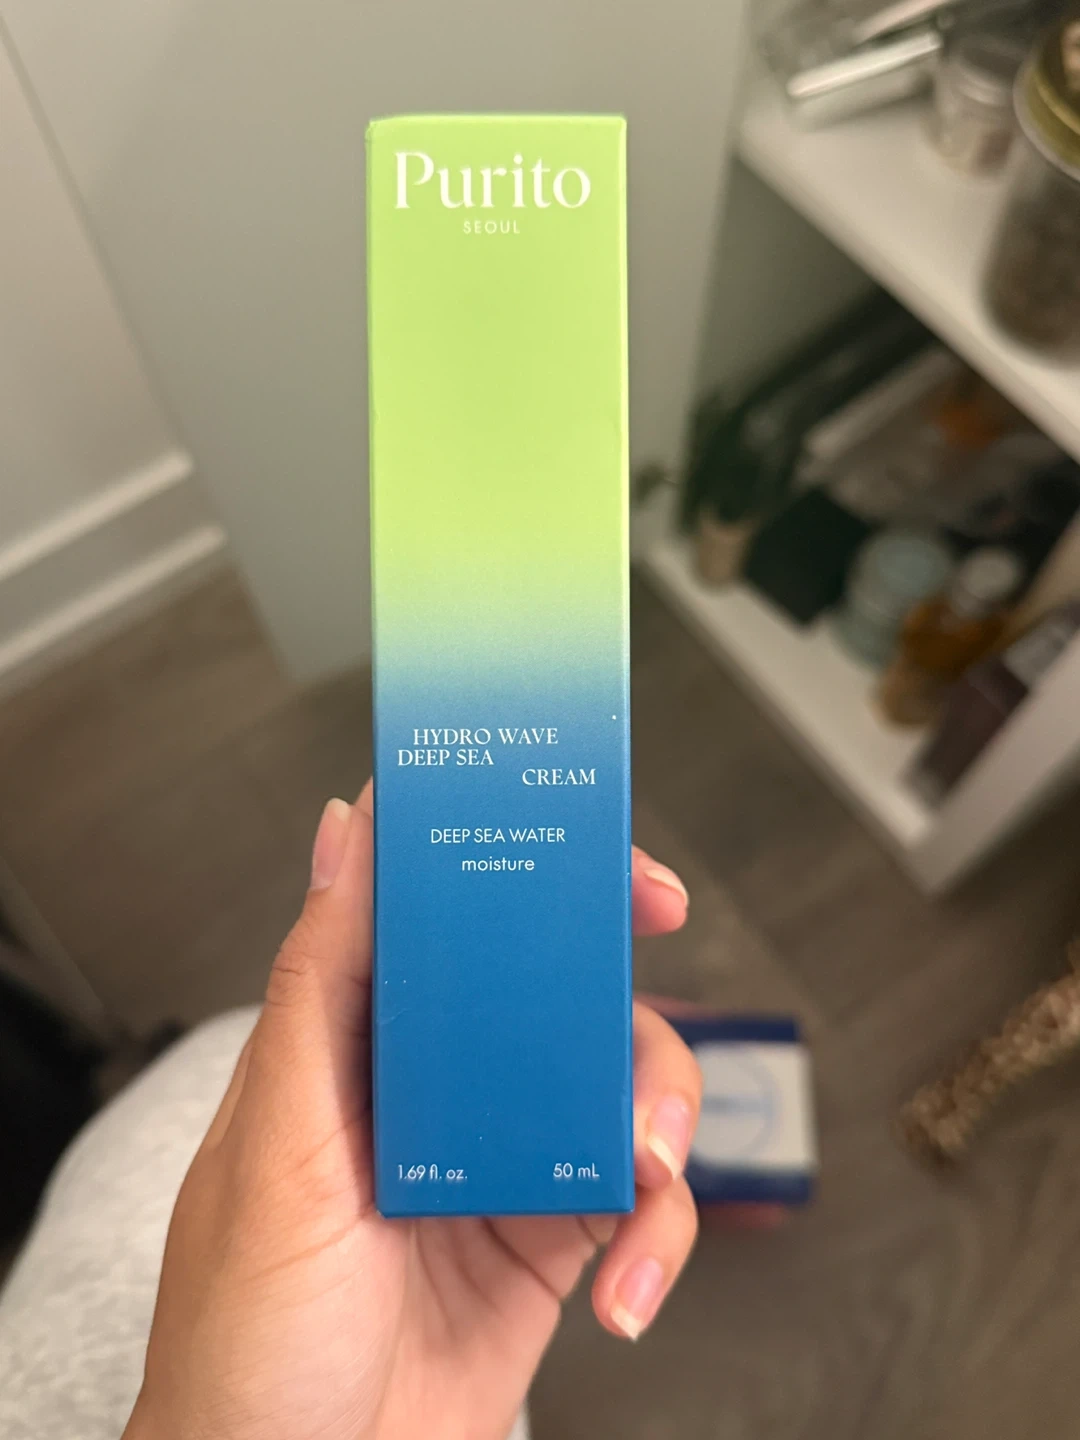 Purito
SEOUL
HYDRO WAVE
DEEP SEA
CREAM
DEEP SEA WATER
moisture
1.69 fl. oz. 50 mL